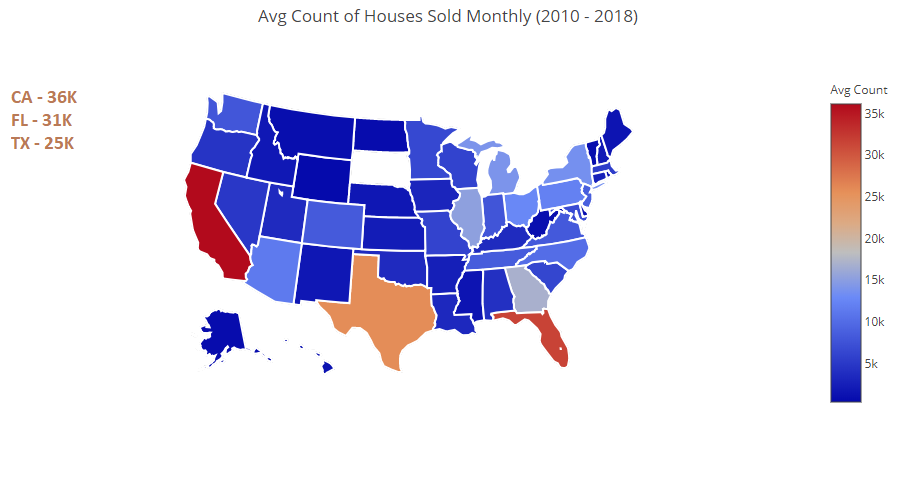 Avg Count of Houses Sold Monthly (2010 - 2018)
CA - 36K
FL - 31K
TX - 25K
Avg Count
35k
30k
25k
20k
15k
10k
5k